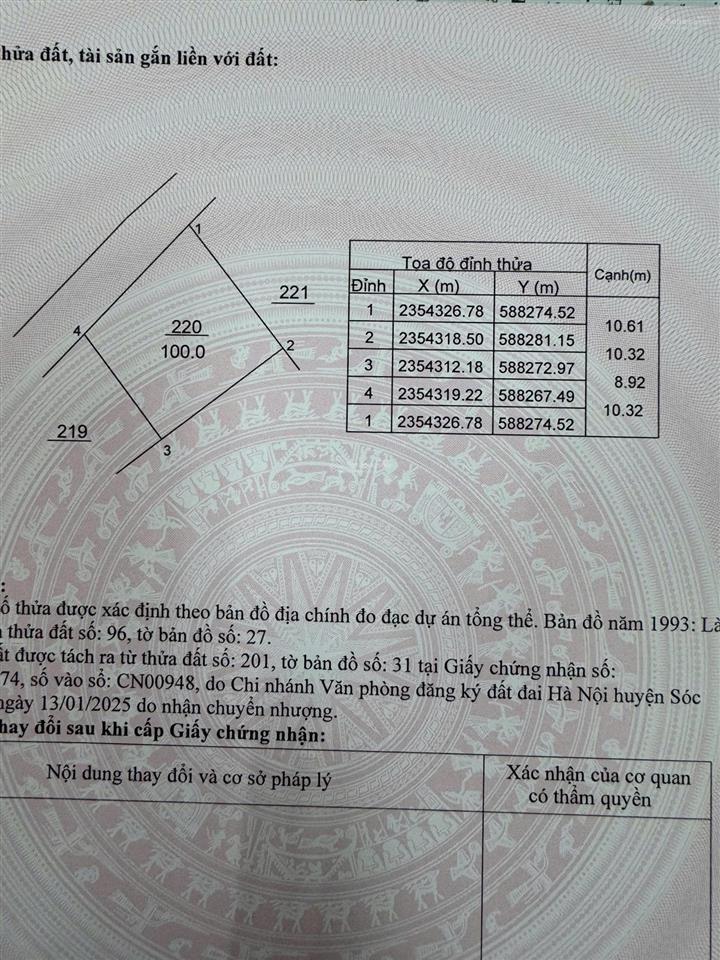 hửa đất, tài sản gắn liền với đất:
1
221
4
220
100.0
2
219
3
Tọa độ đỉnh thửa
Cạnh(m)
Đỉnh X (m) Y (m)
1 2354326.78 588274.52
10.61
2 2354318.50 588281.15
10.32
3 2354312.18 588272.97
8.92
4 2354319.22 588267.49
10.32
1 2354326.78 588274.52
:
ố thửa được xác định theo bản đồ địa chính đo đạc dự án tổng thể. Bản đồ năm 1993: Là
thửa đất số: 96, tờ bản đồ số: 27.
ất được tách ra từ thửa đất số: 201, tờ bản đồ số: 31 tại Giấy chứng nhận số:
74, số vào sổ: CN00948, do Chi nhánh Văn phòng đăng ký đất đai Hà Nội huyện Sóc
ngày 13/01/2025 do nhận chuyển nhượng.
hay đổi sau khi cấp Giấy chứng nhận:
Nội dung thay đổi và cơ sở pháp lý
Xác nhận của cơ quan
có thẩm quyền